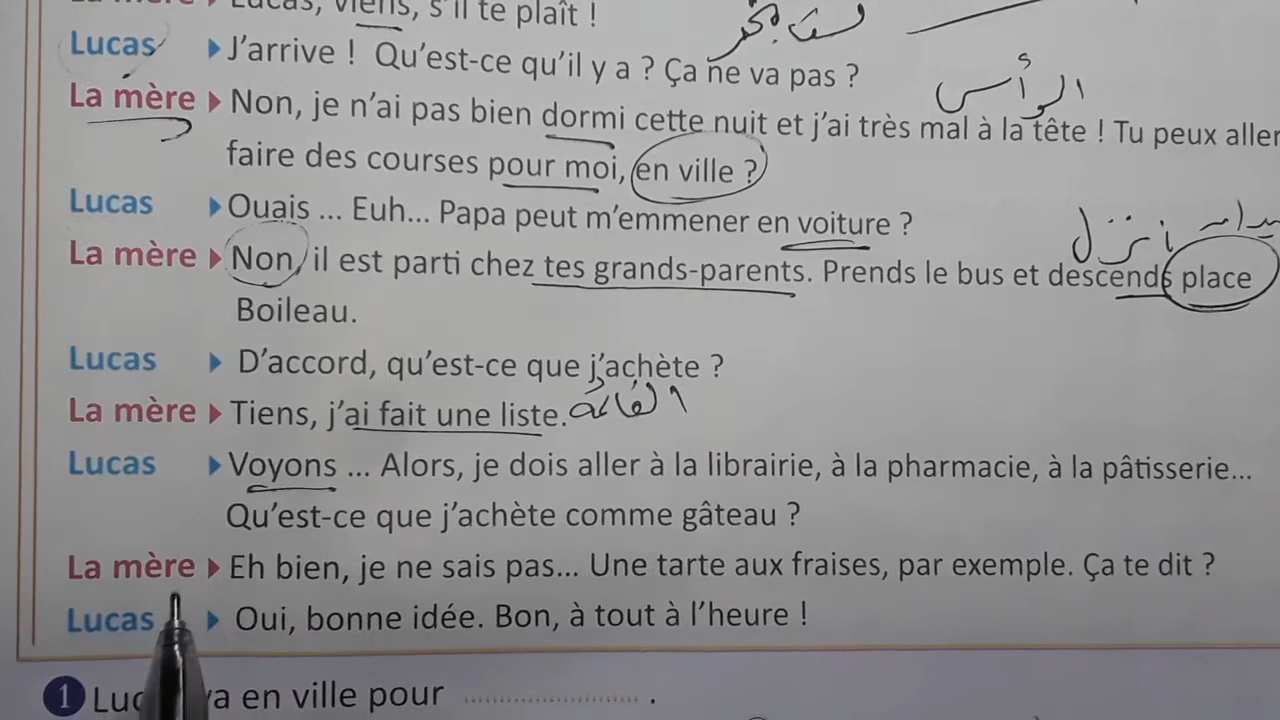 La mère ▸ Lucas, viens, s'il te plaît !
Lucas ▸ J'arrive ! Qu'est-ce qu'il y a ? Ça ne va pas ?
الرأس
La mère ▸ Non, je n'ai pas bien dormi cette nuit et j'ai très mal à la tête ! Tu peux aller
faire des courses pour moi, en ville ?
Lucas ▸ Ouais ... Euh... Papa peut m'emmener en voiture ?
La mère ▸ Non, il est parti chez tes grands-parents. Prends le bus et descends place
Boileau.
Lucas ▸ D'accord, qu'est-ce que j'achète ?
La mère ▸ Tiens, j'ai fait une liste.
Lucas ▸ Voyons ... Alors, je dois aller à la librairie, à la pharmacie, à la pâtisserie...
Qu'est-ce que j'achète comme gâteau ?
La mère ▸ Eh bien, je ne sais pas... Une tarte aux fraises, par exemple. Ça te dit ?
Lucas ▸ Oui, bonne idée. Bon, à tout à l'heure !
1 Luc va en ville pour .................... .